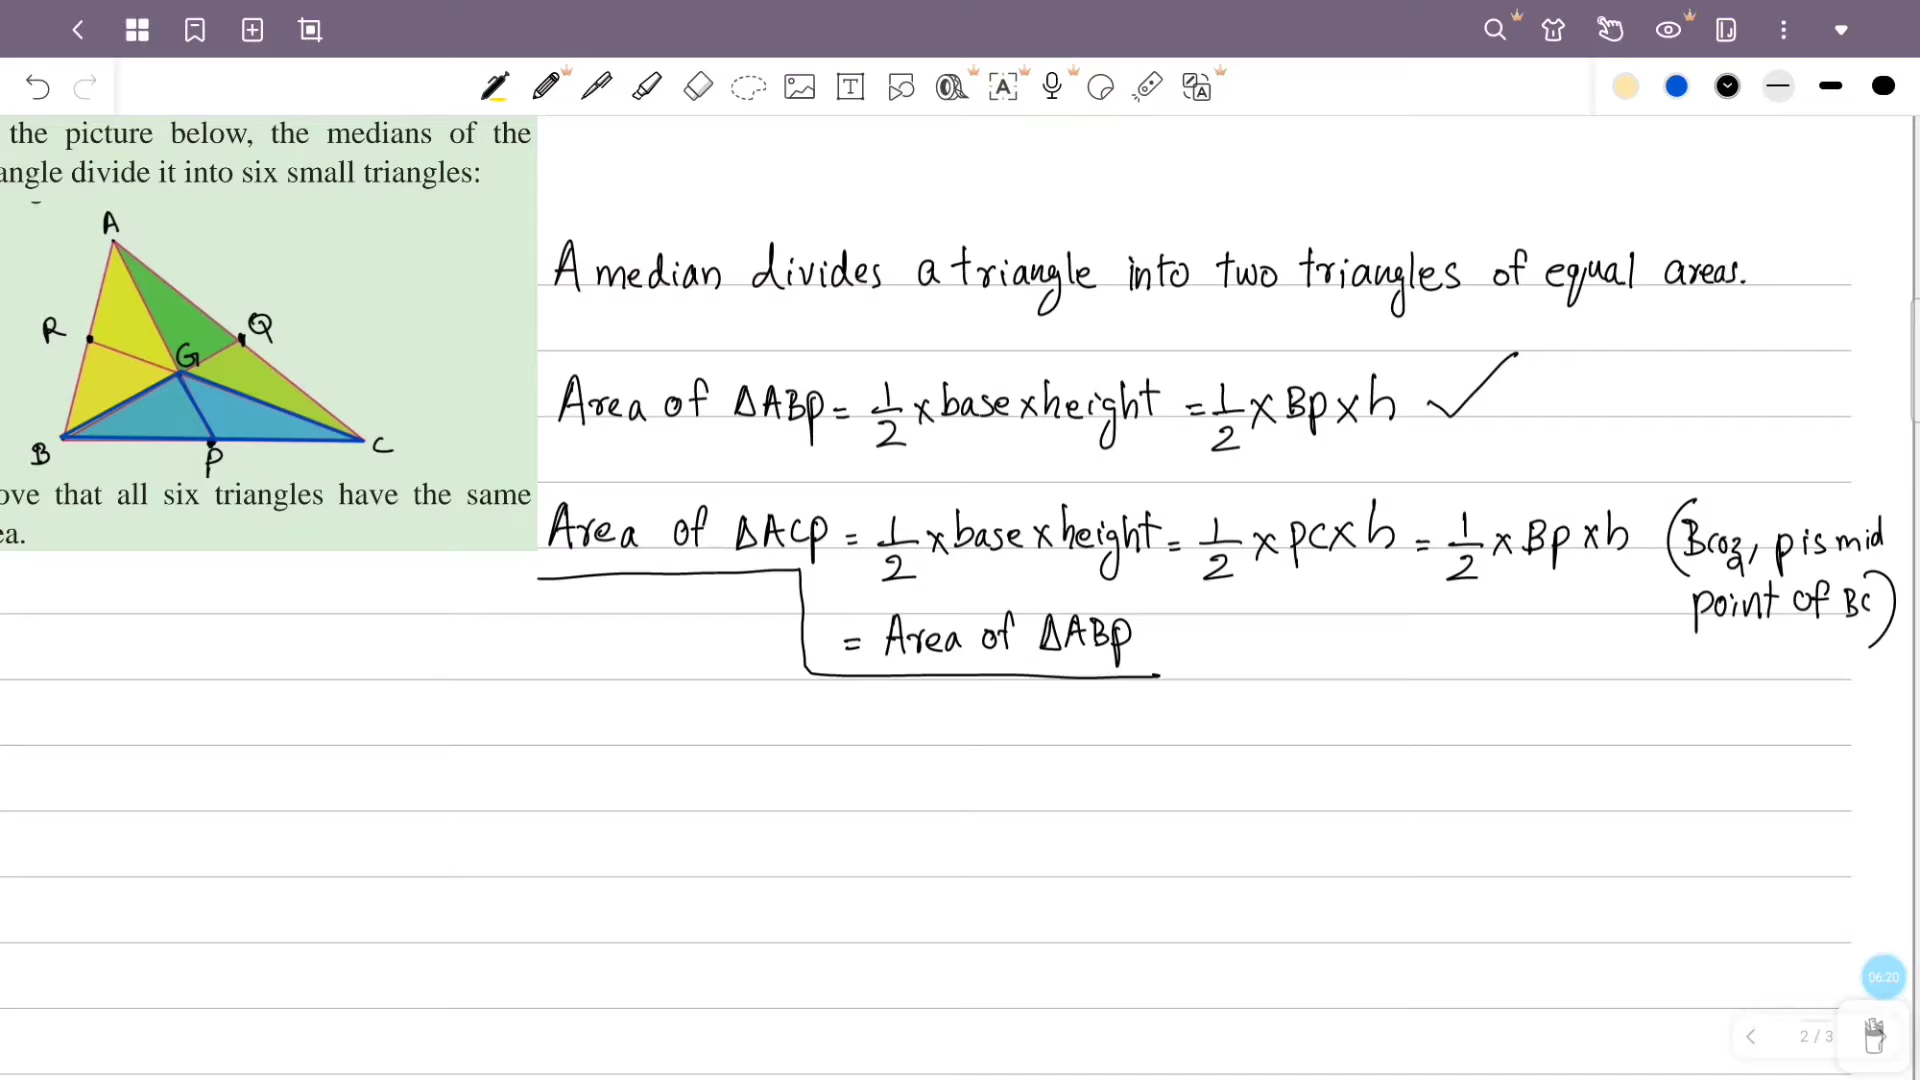 the picture below, the medians of the
angle divide it into six small triangles:
A
R
Q
G
B
P
C
ove that all six triangles have the same
ea.
A median divides a triangle into two triangles of equal areas.
Area of ΔABP = 1/2 x base x height = 1/2 x BP x h ✓
Area of ΔACP = 1/2 x base x height = 1/2 x PC x h = 1/2 x BP x h (Bcoz, P is mid
point of BC)
= Area of ΔABP
06:20
2 / 3